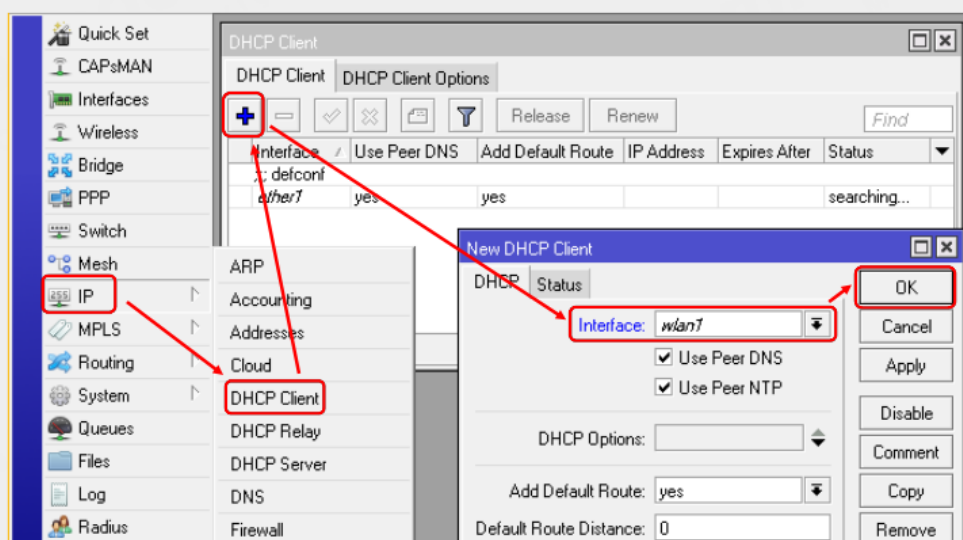 Quick Set
CAPsMAN
Interfaces
Wireless
Bridge
PPP
Switch
Mesh
IP
MPLS
Routing
System
Queues
Files
Log
Radius
ARP
Accounting
Addresses
Cloud
DHCP Client
DHCP Relay
DHCP Server
DNS
Firewall
DHCP Client
DHCP Client DHCP Client Options
Release Renew Find
Interface Use Peer DNS Add Default Route IP Address Expires After Status
;;; defconf
ether1 yes yes searching...
New DHCP Client
DHCP Status
Interface: wlan1
Use Peer DNS
Use Peer NTP
DHCP Options:
Add Default Route: yes
Default Route Distance: 0
OK
Cancel
Apply
Disable
Comment
Copy
Remove